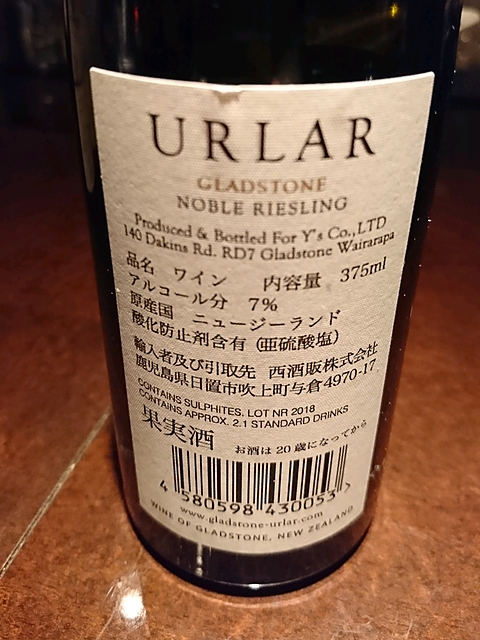 URLAR
GLADSTONE
NOBLE RIESLING
Produced & Bottled For Y's Co.,LTD
140 Dakins Rd. RD7 Gladstone Wairarapa
品名 ワイン 内容量 375ml
アルコール分 7%
原産国 ニュージーランド
酸化防止剤含有 (亜硫酸塩)
輸入者及び引取先 西酒販株式会社
鹿児島県日置市吹上町与倉4970-17
CONTAINS SULPHITES. LOT NR 2018
CONTAINS APPROX. 2.1 STANDARD DRINKS
果実酒 お酒は20歳になってから
4 580598 430053 >
www.gladstone-urlar.com
WINE OF GLADSTONE, NEW ZEALAND